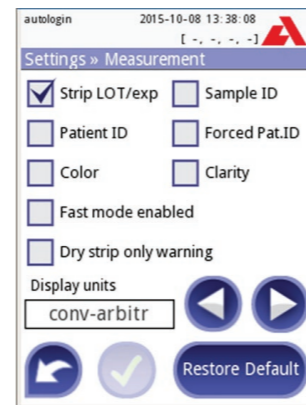 autologin 2015-10-08 13:38:08
[ -, -, -, -]
Settings » Measurement
Strip LOT/exp Sample ID
Patient ID Forced Pat.ID
Color Clarity
Fast mode enabled
Dry strip only warning
Display units
conv-arbitr
Restore Default